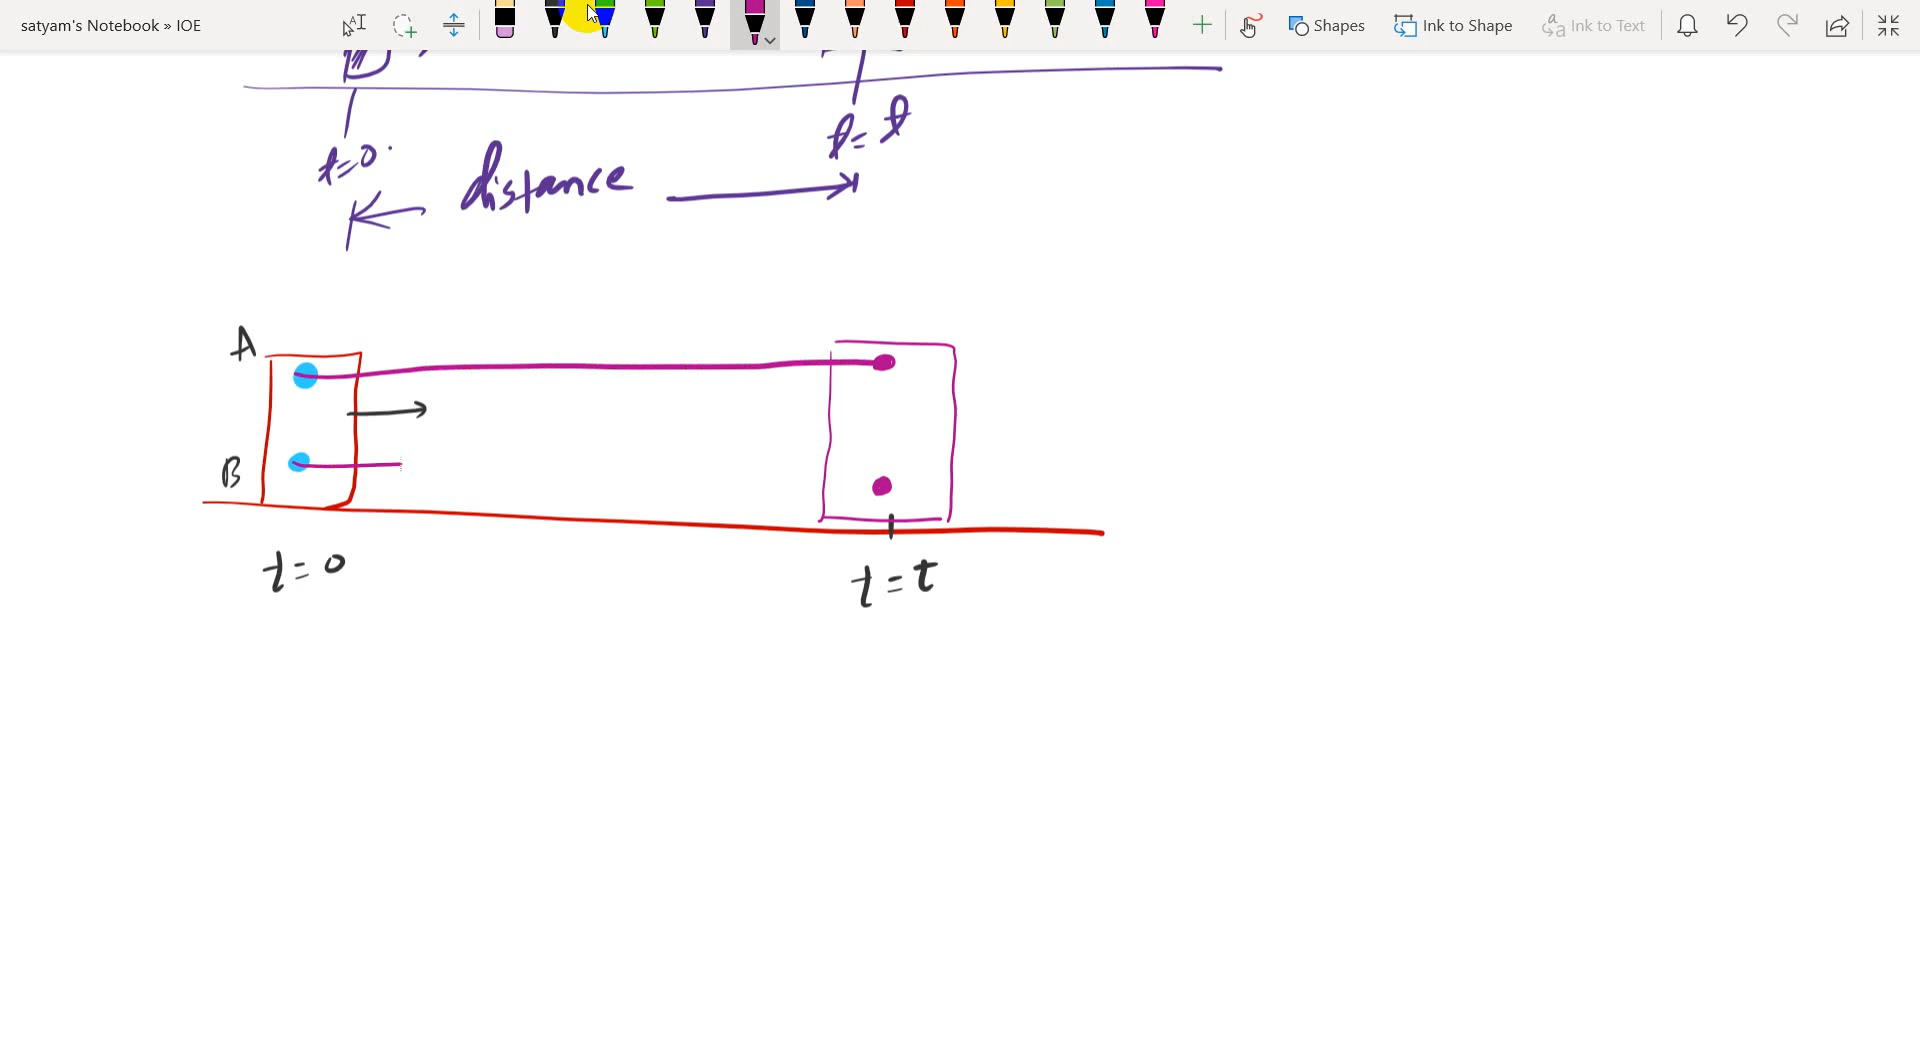 satyam's Notebook » IOE
Shapes
Ink to Shape
Ink to Text
t=0
t=t
distance
A
B
t=0
t=t